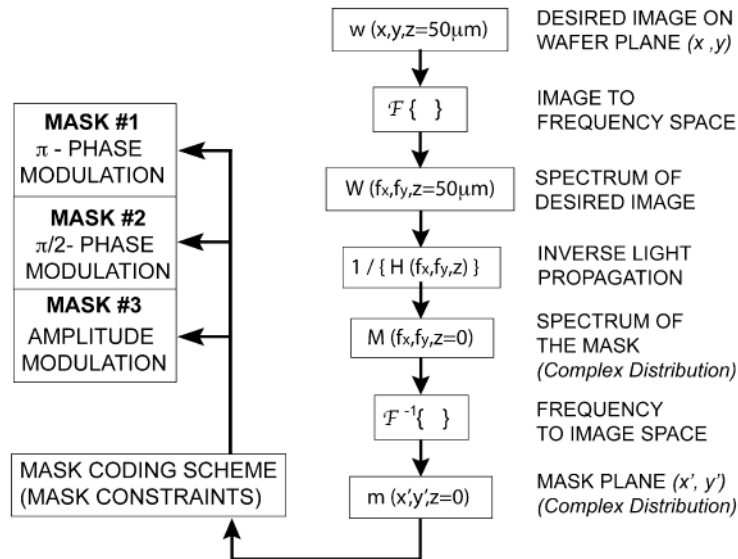 w (x,y,z=50μm)
DESIRED IMAGE ON
WAFER PLANE (x ,y)
ℱ { }
IMAGE TO
FREQUENCY SPACE
W (fx,fy,z=50μm)
SPECTRUM OF
DESIRED IMAGE
1 / { H (fx,fy,z) }
INVERSE LIGHT
PROPAGATION
M (fx,fy,z=0)
SPECTRUM OF
THE MASK
(Complex Distribution)
ℱ -1{ }
FREQUENCY
TO IMAGE SPACE
m (x',y',z=0)
MASK PLANE (x', y')
(Complex Distribution)
MASK CODING SCHEME
(MASK CONSTRAINTS)
MASK #1
π - PHASE
MODULATION
MASK #2
π/2- PHASE
MODULATION
MASK #3
AMPLITUDE
MODULATION